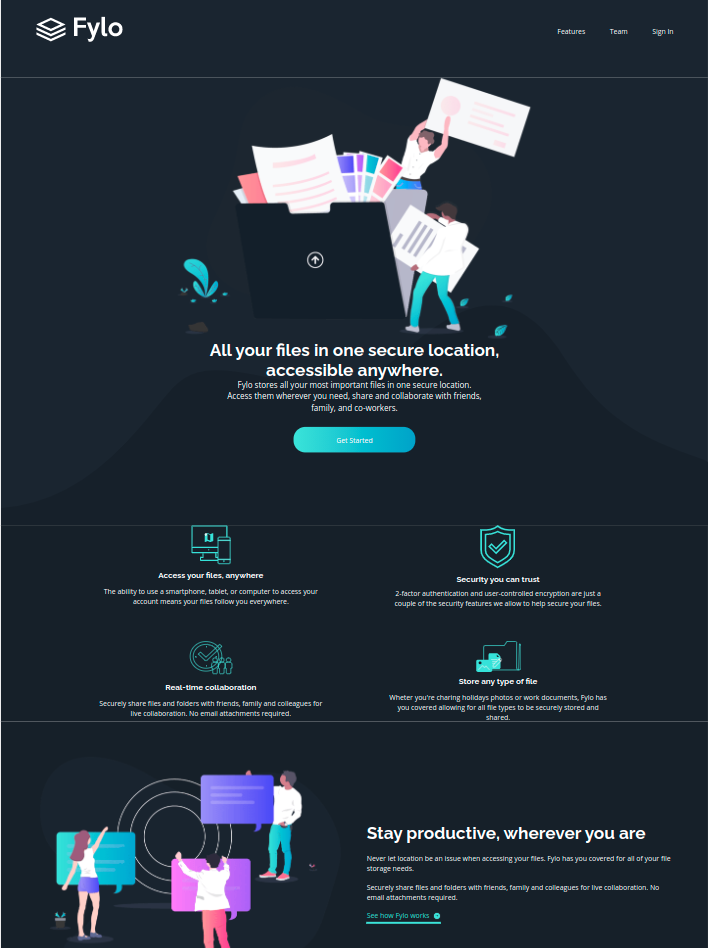 Fylo
Features Team Sign In
All your files in one secure location,
accessible anywhere.
Fylo stores all your most important files in one secure location.
Access them wherever you need, share and collaborate with friends,
family, and co-workers.
Get Started
Access your files, anywhere
The ability to use a smartphone, tablet, or computer to access your
account means your files follow you everywhere.
Security you can trust
2-factor authentication and user-controlled encryption are just a
couple of the security features we allow to help secure your files.
Real-time collaboration
Securely share files and folders with friends, family and colleagues for
live collaboration. No email attachments required.
Store any type of file
Wheter you're charing holidays photos or work documents, Fylo has
you covered allowing for all file types to be securely stored and
shared.
Stay productive, wherever you are
Never let location be an issue when accessing your files. Fylo has you covered for all of your file
storage needs.
Securely share files and folders with friends, family and colleagues for live collaboration. No
email attachments required.
See how Fylo works